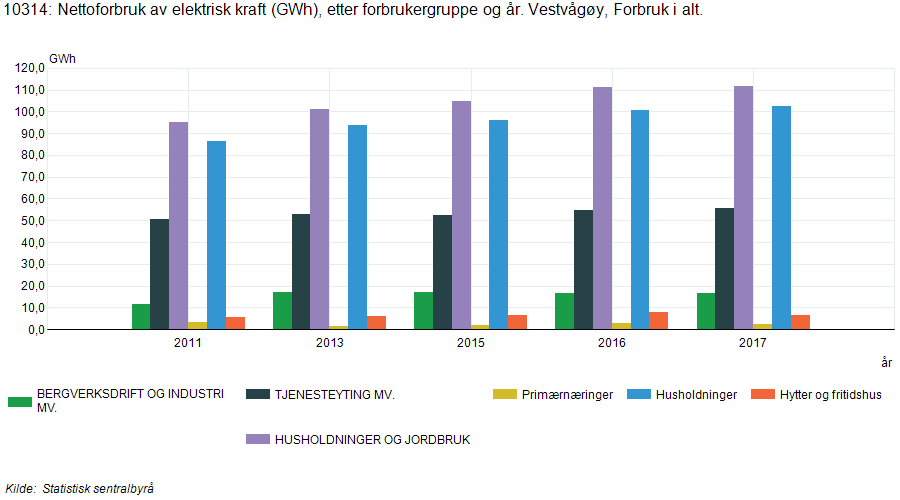 10314: Nettoforbruk av elektrisk kraft (GWh), etter forbrukergruppe og år. Vestvågøy, Forbruk i alt.
GWh
120,0
110,0
100,0
90,0
80,0
70,0
60,0
50,0
40,0
30,0
20,0
10,0
0,0
2011 2013 2015 2016 2017
år
BERGVERKSDRIFT OG INDUSTRI
MV.
TJENESTEYTING MV.
Primærnæringer
Husholdninger
Hytter og fritidshus
HUSHOLDNINGER OG JORDBRUK
Kilde: Statistisk sentralbyrå